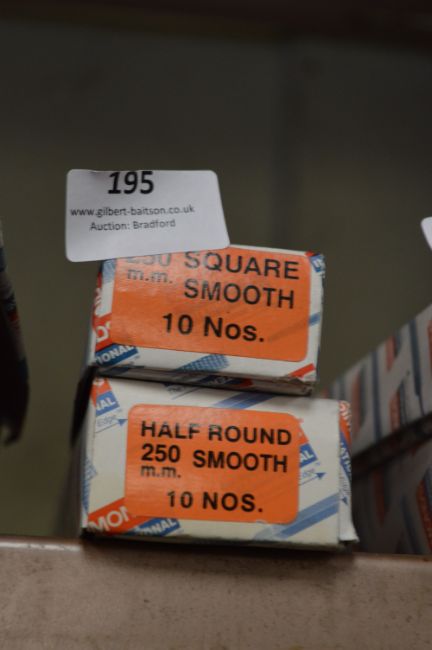 195
www.gilbert-baitson.co.uk
Auction: Bradford
250 SQUARE
m.m. SMOOTH
10 Nos.
HALF ROUND
250 SMOOTH
m.m.
10 NOS.